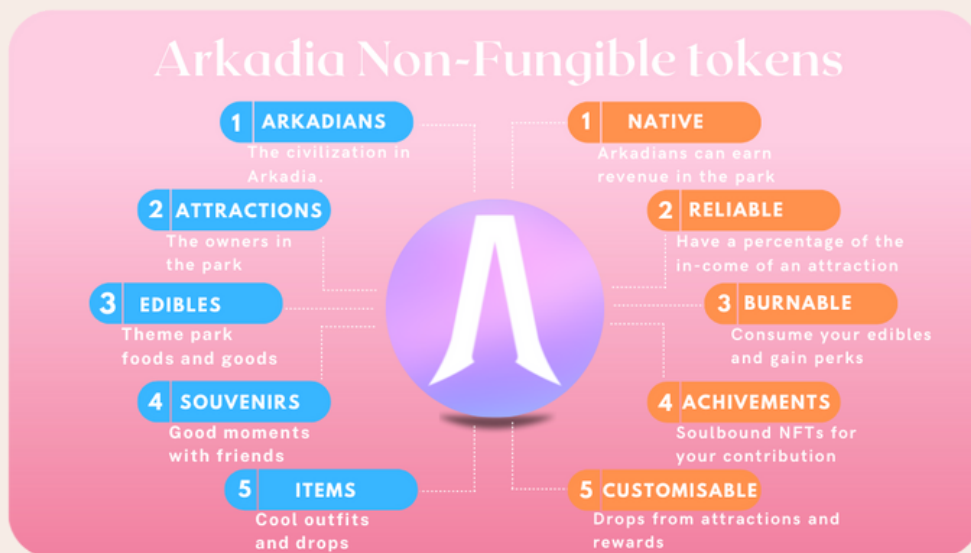 Arkadia Non-Fungible tokens
1 ARKADIANS
The civilization in
Arkadia.
2 ATTRACTIONS
The owners in
the park
3 EDIBLES
Theme park
foods and goods
4 SOUVENIRS
Good moments
with friends
5 ITEMS
Cool outfits
and drops
1 NATIVE
Arkadians can earn
revenue in the park
2 RELIABLE
Have a percentage of the
in-come of an attraction
3 BURNABLE
Consume your edibles
and gain perks
4 ACHIVEMENTS
Soulbound NFTs for
your contribution
5 CUSTOMISABLE
Drops from attractions and
rewards